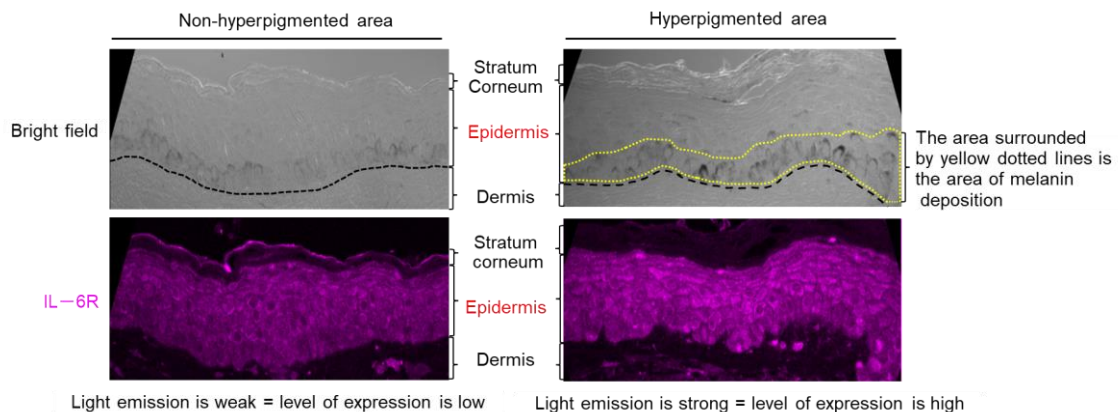 Non-hyperpigmented area
Hyperpigmented area
Bright field
Stratum
Corneum
Epidermis
Dermis
The area surrounded
by yellow dotted lines is
the area of melanin
deposition
IL－6R
Stratum
corneum
Epidermis
Dermis
Light emission is weak = level of expression is low
Light emission is strong = level of expression is high